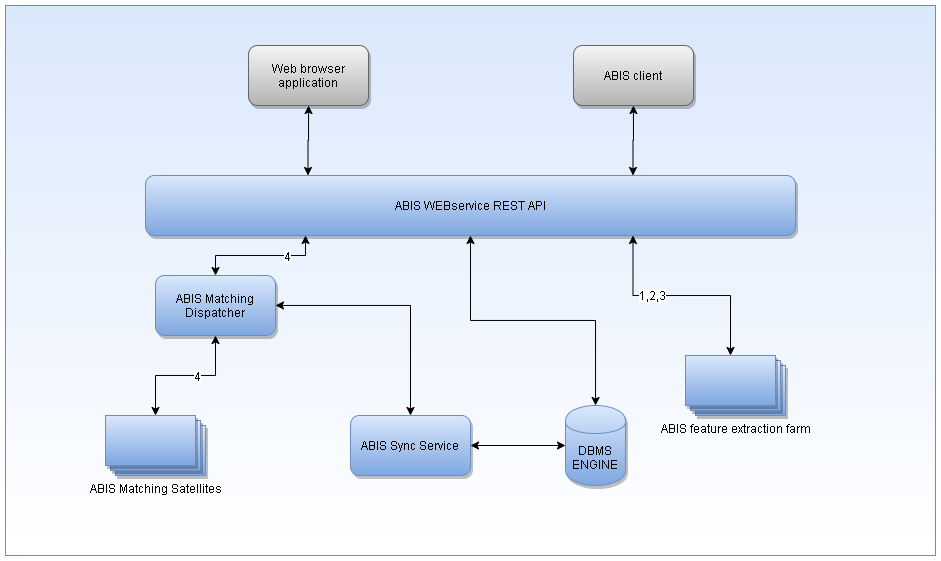 Web browser
application
ABIS client
ABIS WEBservice REST API
4
1,2,3
ABIS Matching
Dispatcher
4
ABIS feature extraction farm
ABIS Sync Service
DBMS
ENGINE
ABIS Matching Satellites